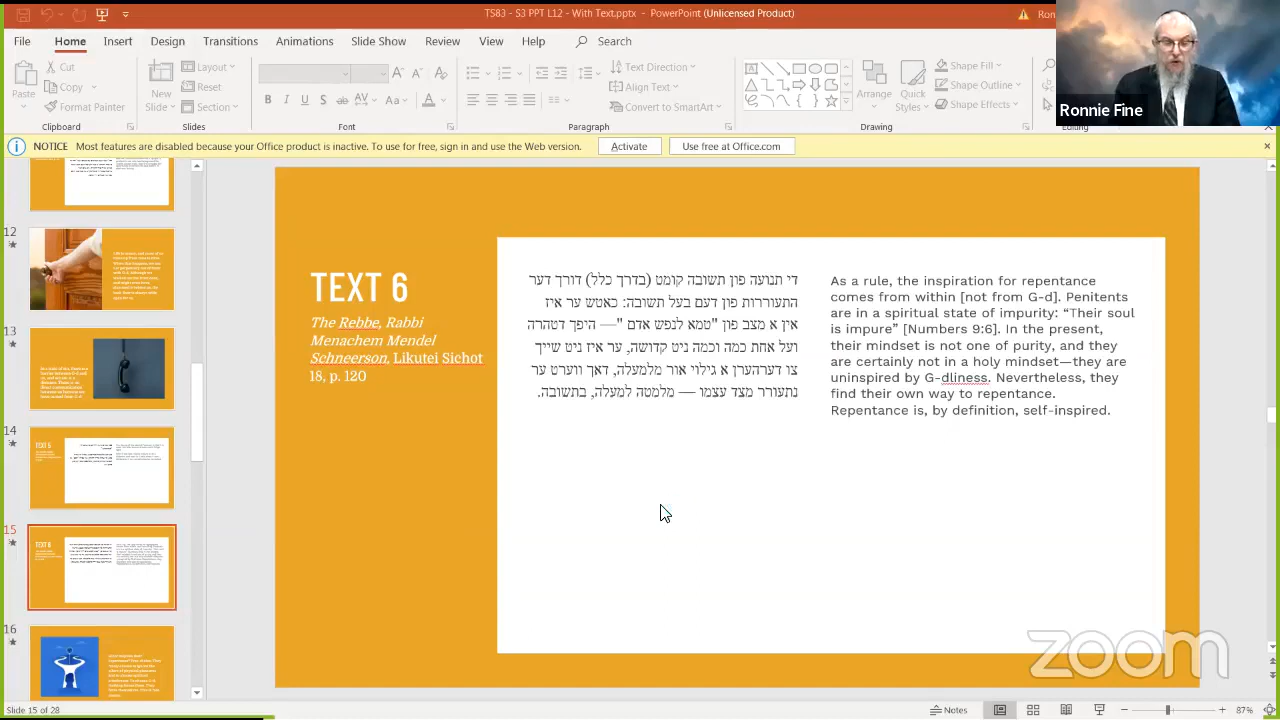 TS83 - S3 PPT L12 - With Text.pptx - PowerPoint (Unlicensed Product)
Ron
File Home Insert Design Transitions Animations Slide Show Review View Help Search
Paste
Cut
Copy
Format Painter
Clipboard
New Slide
Layout
Reset
Section
Slides
Font
Text Direction
Align Text
Convert to SmartArt
Paragraph
Arrange
Quick Styles
Shape Fill
Shape Outline
Shape Effects
Drawing
Editing
Ronnie Fine
NOTICE Most features are disabled because your Office product is inactive. To use for free, sign in and use the Web version. Activate Use free at Office.com
12
13
14
TEXT 5
15
TEXT 6
16
TEXT 6
The Rebbe, Rabbi
Menachem Mendel
Schneerson, Likutei Sichot
18, p. 120
די תנועה פון תשובה קומט (בדרך כלל) דורך דער
התעוררות פון דעם בעל תשובה: כאטש ער איז
אין א מצב פון "טמא לנפש אדם" — היפך דטהרה
ועל אחת כמה וכמה ניט קדושה, ער איז ניט שייך
צו
א גילוי אור מלמעלה, דאך ווערט ער
נתעורר מצד עצמו — מלמטה למעלה, בתשובה.
As a rule, the inspiration for repentance
comes from within [not from G-d]. Penitents
are in a spiritual state of impurity: “Their soul
is impure” [Numbers 9:6]. In the present,
their mindset is not one of purity, and they
are certainly not in a holy mindset—they are
uninspired by G-dliness. Nevertheless, they
find their own way to repentance.
Repentance is, by definition, self-inspired.
zoom
Slide 15 of 28
Notes
87%